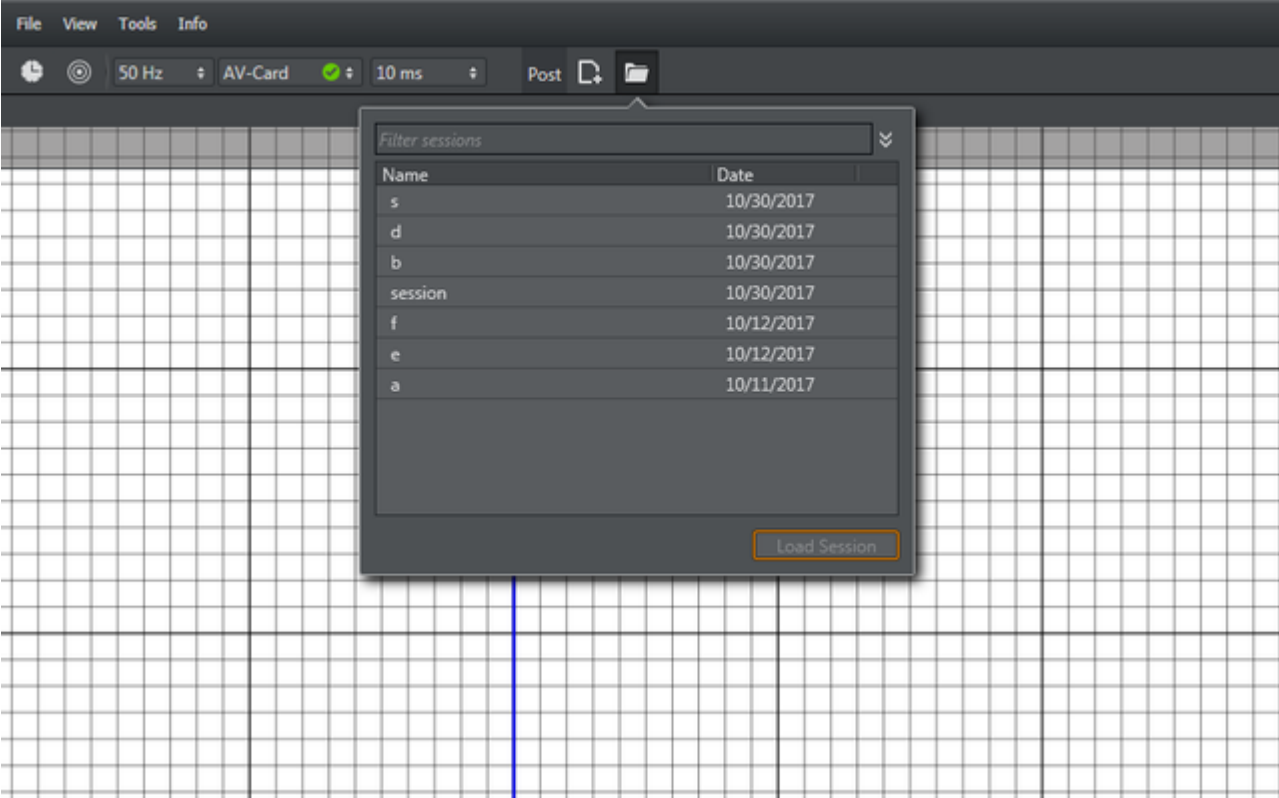 File View Tools Info
50 Hz AV-Card 10 ms Post
Filter sessions
Name Date
s 10/30/2017
d 10/30/2017
b 10/30/2017
session 10/30/2017
f 10/12/2017
e 10/12/2017
a 10/11/2017
Load Session